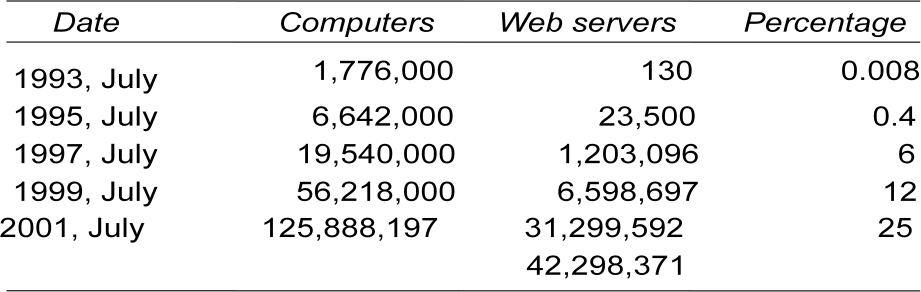 Date Computers Web servers Percentage
1993, July 1,776,000 130 0.008
1995, July 6,642,000 23,500 0.4
1997, July 19,540,000 1,203,096 6
1999, July 56,218,000 6,598,697 12
2001, July 125,888,197 31,299,592 25
42,298,371